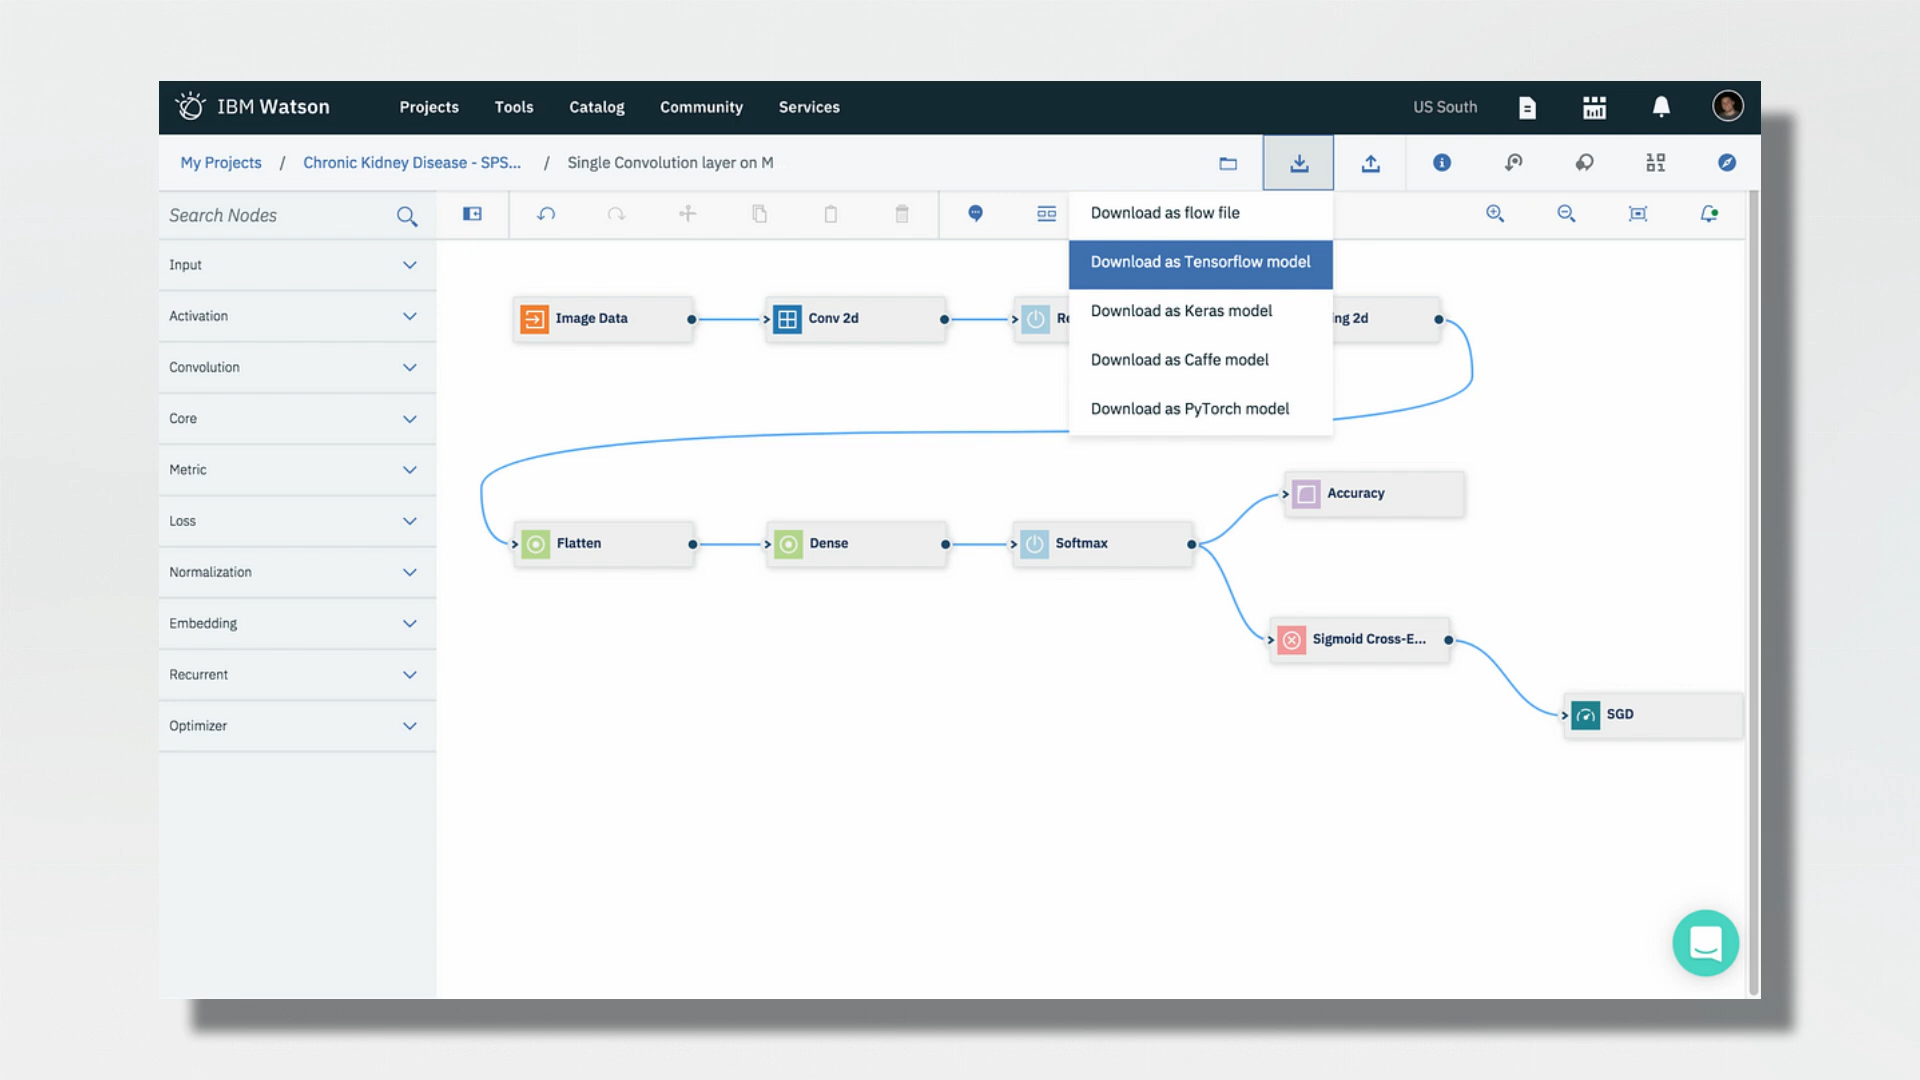 IBM Watson Projects Tools Catalog Community Services US South
My Projects / Chronic Kidney Disease - SPS... / Single Convolution layer on M
Search Nodes
Download as flow file
Download as Tensorflow model
Download as Keras model
Download as Caffe model
Download as PyTorch model
Input
Activation
Convolution
Core
Metric
Loss
Normalization
Embedding
Recurrent
Optimizer
Image Data
Conv 2d
Re
ng 2d
Flatten
Dense
Softmax
Accuracy
Sigmoid Cross-E...
SGD